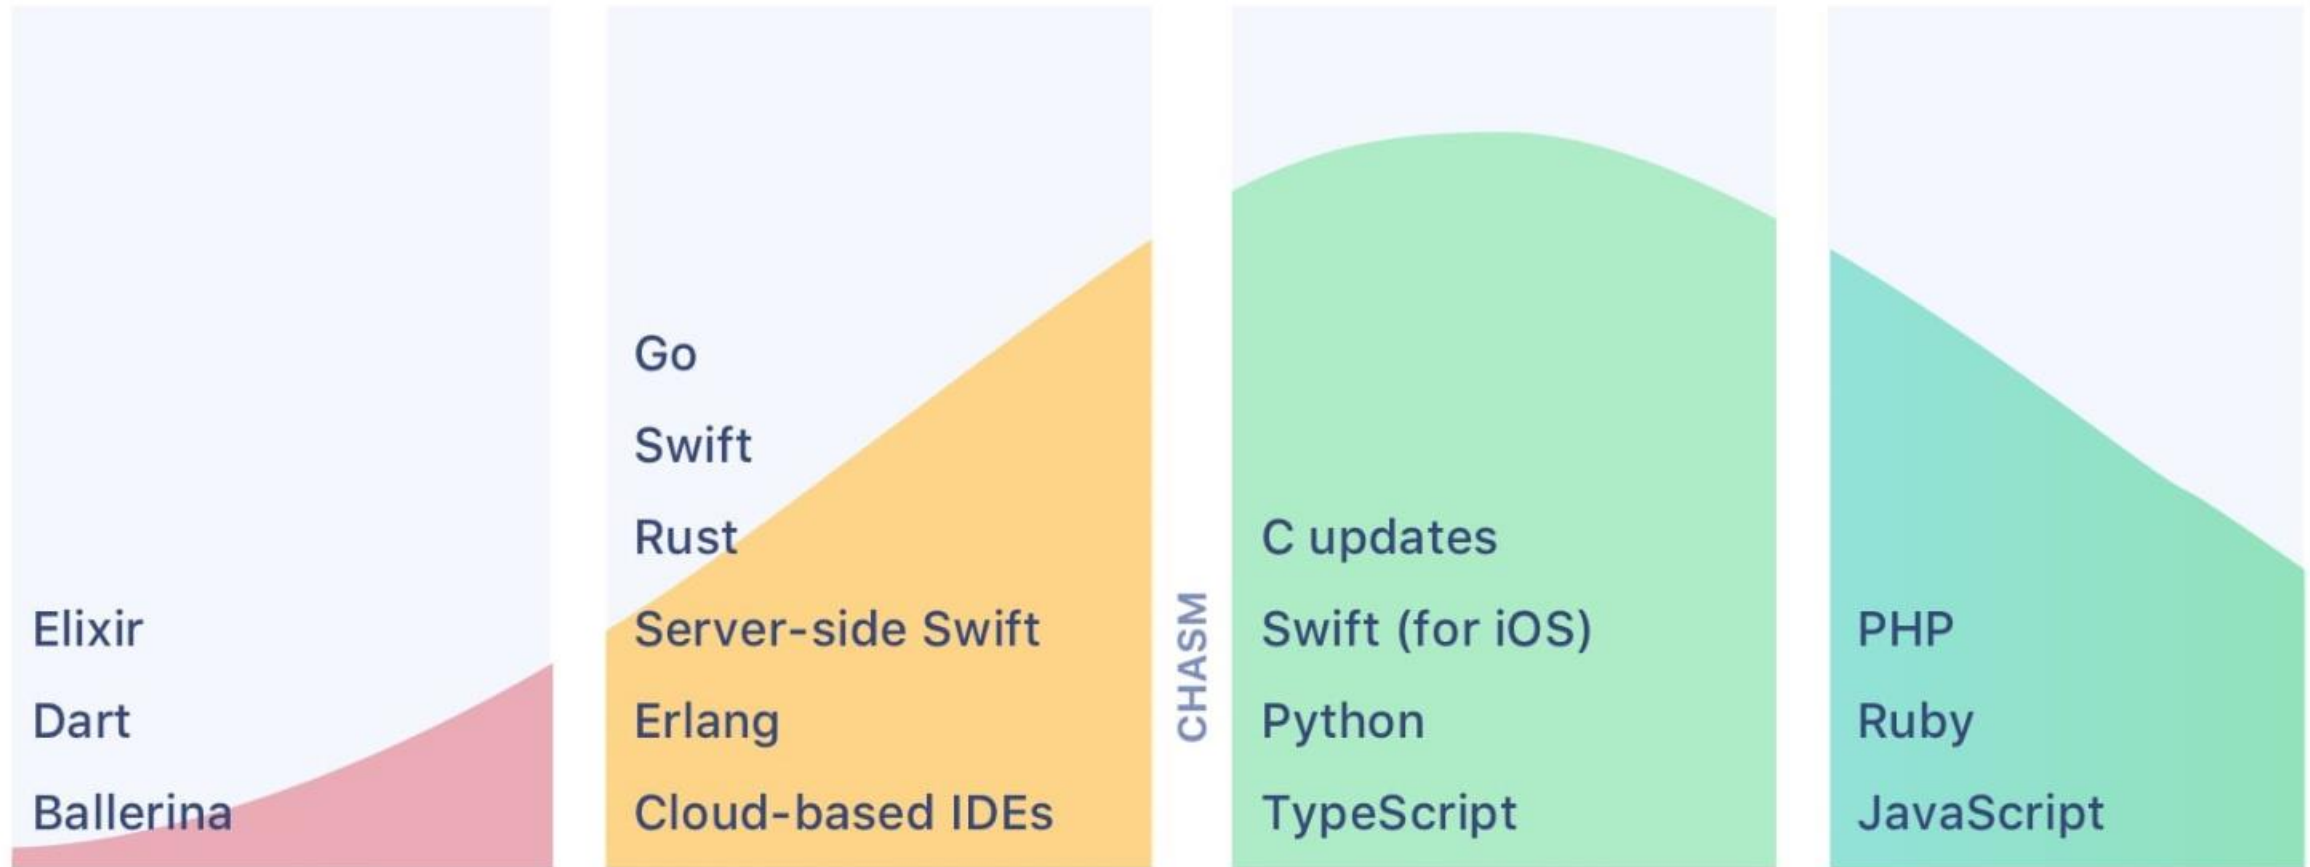 Elixir
Dart
Ballerina
Go
Swift
Rust
Server-side Swift
Erlang
Cloud-based IDEs
CHASM
C updates
Swift (for iOS)
Python
TypeScript
PHP
Ruby
JavaScript